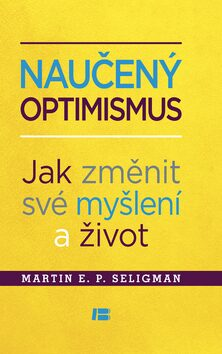 NAUČENÝ
OPTIMISMUS
Jak změnit
své myšlení
a život
MARTIN E. P. SELIGMAN